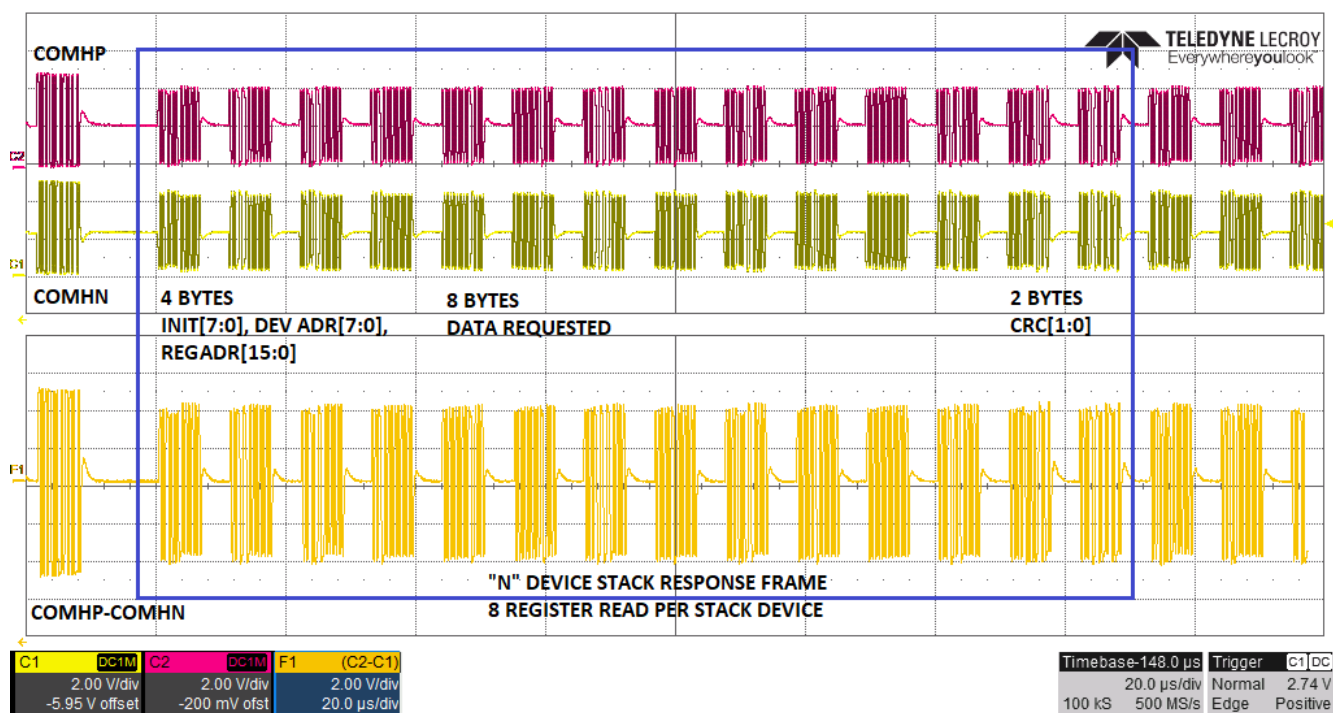 COMHP
TELEDYNE LECROY
Everywhereyoulook
C2
C1
COMHN
4 BYTES
INIT[7:0], DEV ADR[7:0],
REGADR[15:0]
8 BYTES
DATA REQUESTED
2 BYTES
CRC[1:0]
F1
"N" DEVICE STACK RESPONSE FRAME
8 REGISTER READ PER STACK DEVICE
COMHP-COMHN
C1 DC1M
2.00 V/div
-5.95 V offset
C2 DC1M
2.00 V/div
-200 mV ofst
F1 (C2-C1)
2.00 V/div
20.0 µs/div
Timebase -148.0 µs
20.0 µs/div
100 kS 500 MS/s
Trigger C1 DC
Normal 2.74 V
Edge Positive